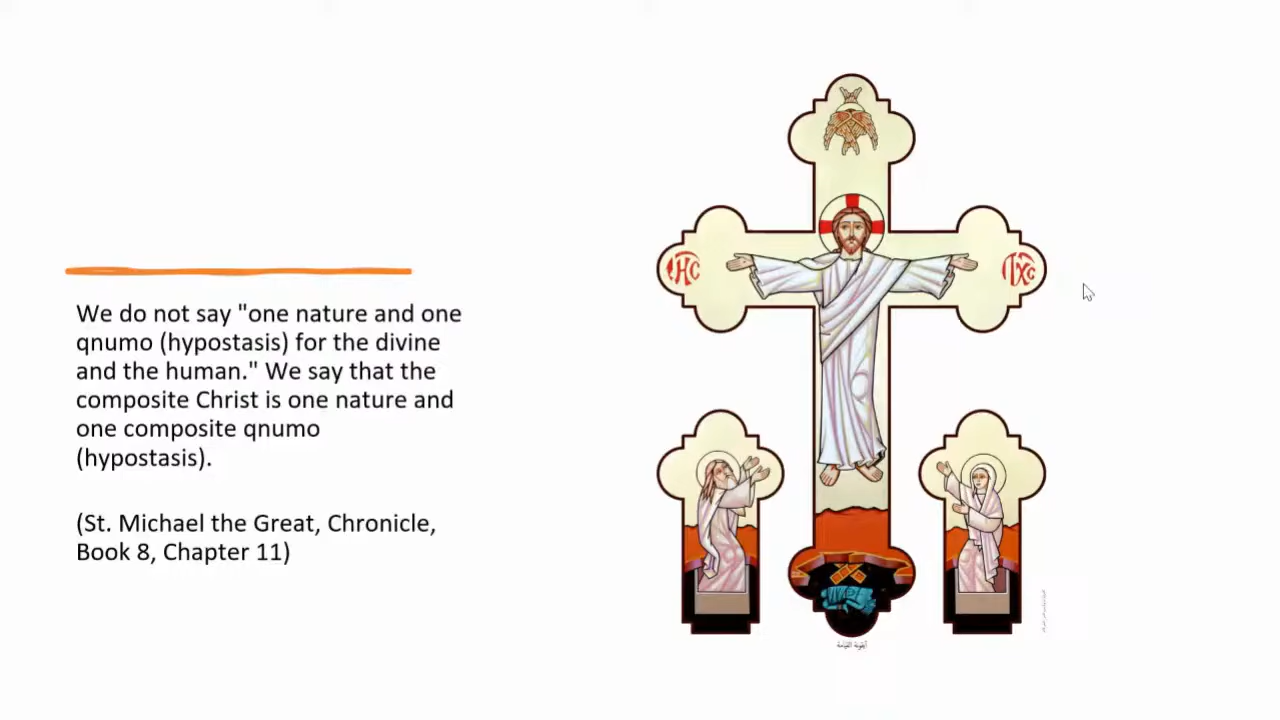 We do not say "one nature and one
qnumo (hypostasis) for the divine
and the human." We say that the
composite Christ is one nature and
one composite qnumo
(hypostasis).
(St. Michael the Great, Chronicle,
Book 8, Chapter 11)
أيقونة القيامة